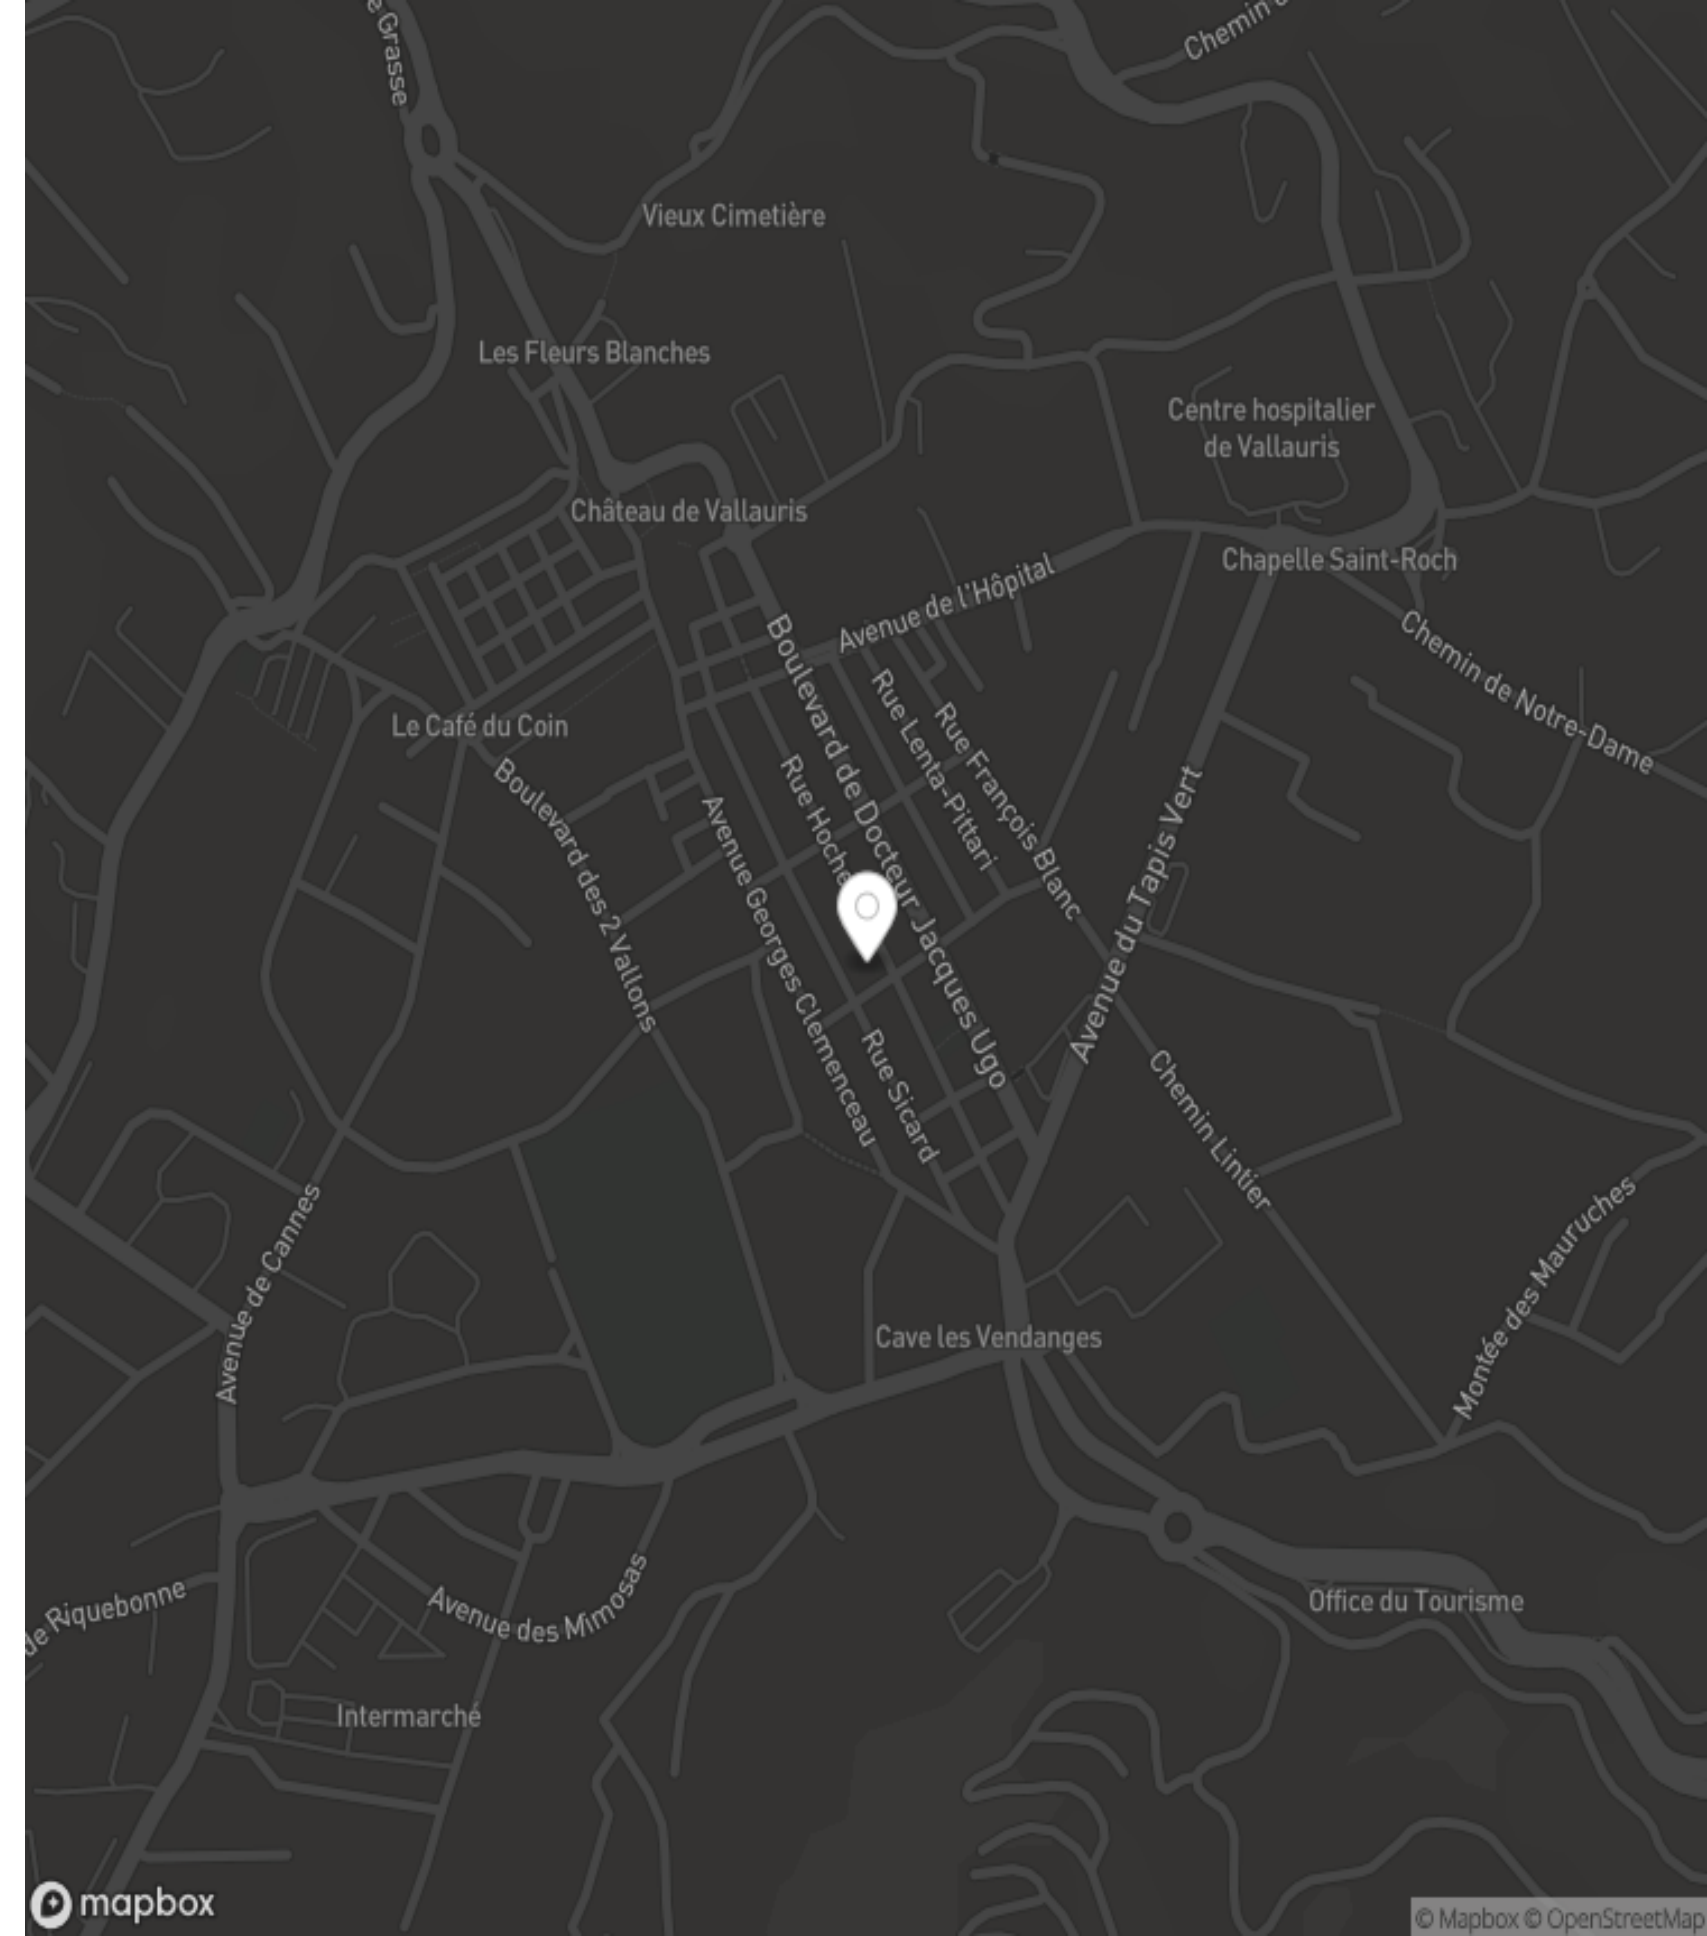 e Grasse
Chemin
Vieux Cimetière
Les Fleurs Blanches
Centre hospitalier
de Vallauris
Château de Vallauris
Chapelle Saint-Roch
Avenue de l'Hôpital
Chemin de Notre-Dame
Boulevard de Docteur Jacques Ugo
Rue Lenta-Pittari
Rue François Blanc
Le Café du Coin
Boulevard des 2 Vallons
Rue Hoche
Avenue Georges Clemenceau
Avenue du Tapis Vert
Rue Sicard
Chemin Lintier
Avenue de Cannes
Montée des Mauruches
Cave les Vendanges
de Riquebonne
Avenue des Mimosas
Office du Tourisme
Intermarché
mapbox
© Mapbox © OpenStreetMap